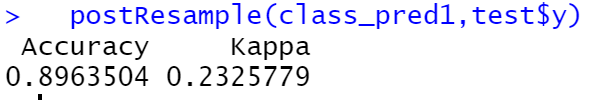 > postResample(class_pred1,test$y)
Accuracy Kappa
0.8963504 0.2325779